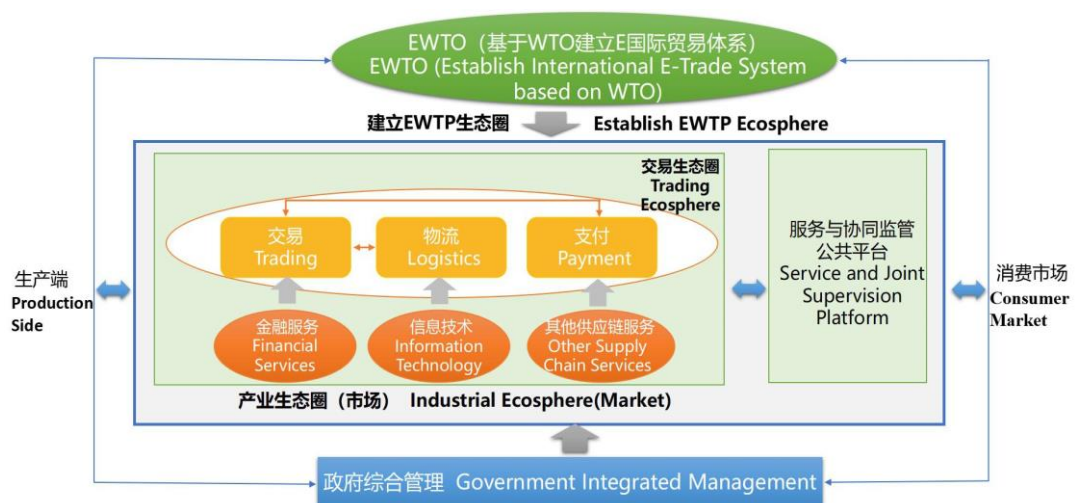 EWTO（基于WTO建立E国际贸易体系）
EWTO (Establish International E-Trade System
based on WTO)
建立EWTP生态圈 Establish EWTP Ecosphere
交易生态圈
Trading
Ecosphere
交易
Trading
物流
Logistics
支付
Payment
金融服务
Financial
Services
信息技术
Information
Technology
其他供应链服务
Other Supply
Chain Services
产业生态圈（市场） Industrial Ecosphere(Market)
服务与协同监管
公共平台
Service and Joint
Supervision
Platform
生产端
Production
Side
消费市场
Consumer
Market
政府综合管理 Government Integrated Management